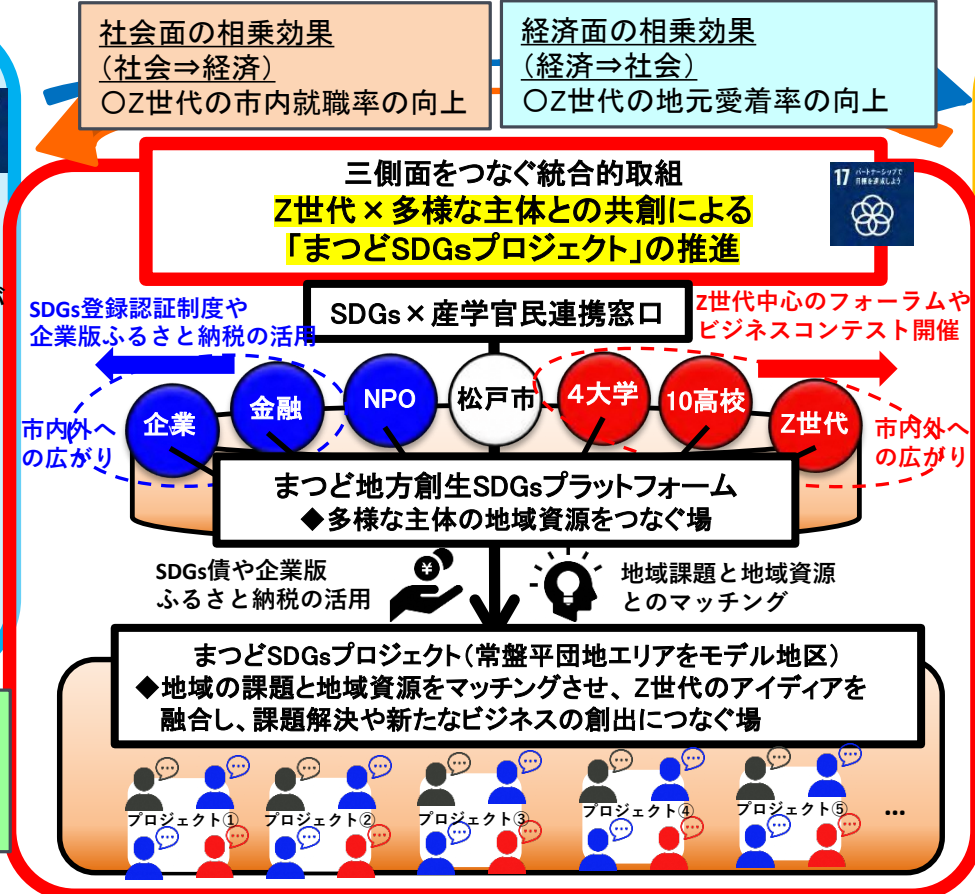 社会面の相乗効果
(社会⇒経済)
〇Z世代の市内就職率の向上
経済面の相乗効果
(経済⇒社会)
〇Z世代の地元愛着率の向上
三側面をつなぐ統合的取組
Z世代×多様な主体との共創による
「まつどSDGsプロジェクト」の推進
17 パートナーシップで
目標を達成しよう
が
SDGs登録認証制度や
企業版ふるさと納税の活用
SDGs×産学官民連携窓口
Z世代中心のフォーラムや
ビジネスコンテスト開催
企業
金融
NPO
松戸市
4大学
10高校
Z世代
市内外へ
の広がり
市内外へ
の広がり
まつど地方創生SDGsプラットフォーム
◆多様な主体の地域資源をつなぐ場
SDGs債や企業版
ふるさと納税の活用
¥
地域課題と地域資源
とのマッチング
まつどSDGsプロジェクト(常盤平団地エリアをモデル地区)
◆地域の課題と地域資源をマッチングさせ、Z世代のアイディアを
融合し、課題解決や新たなビジネスの創出につなぐ場
プロジェクト①
プロジェクト②
プロジェクト③
プロジェクト④
プロジェクト⑤
…